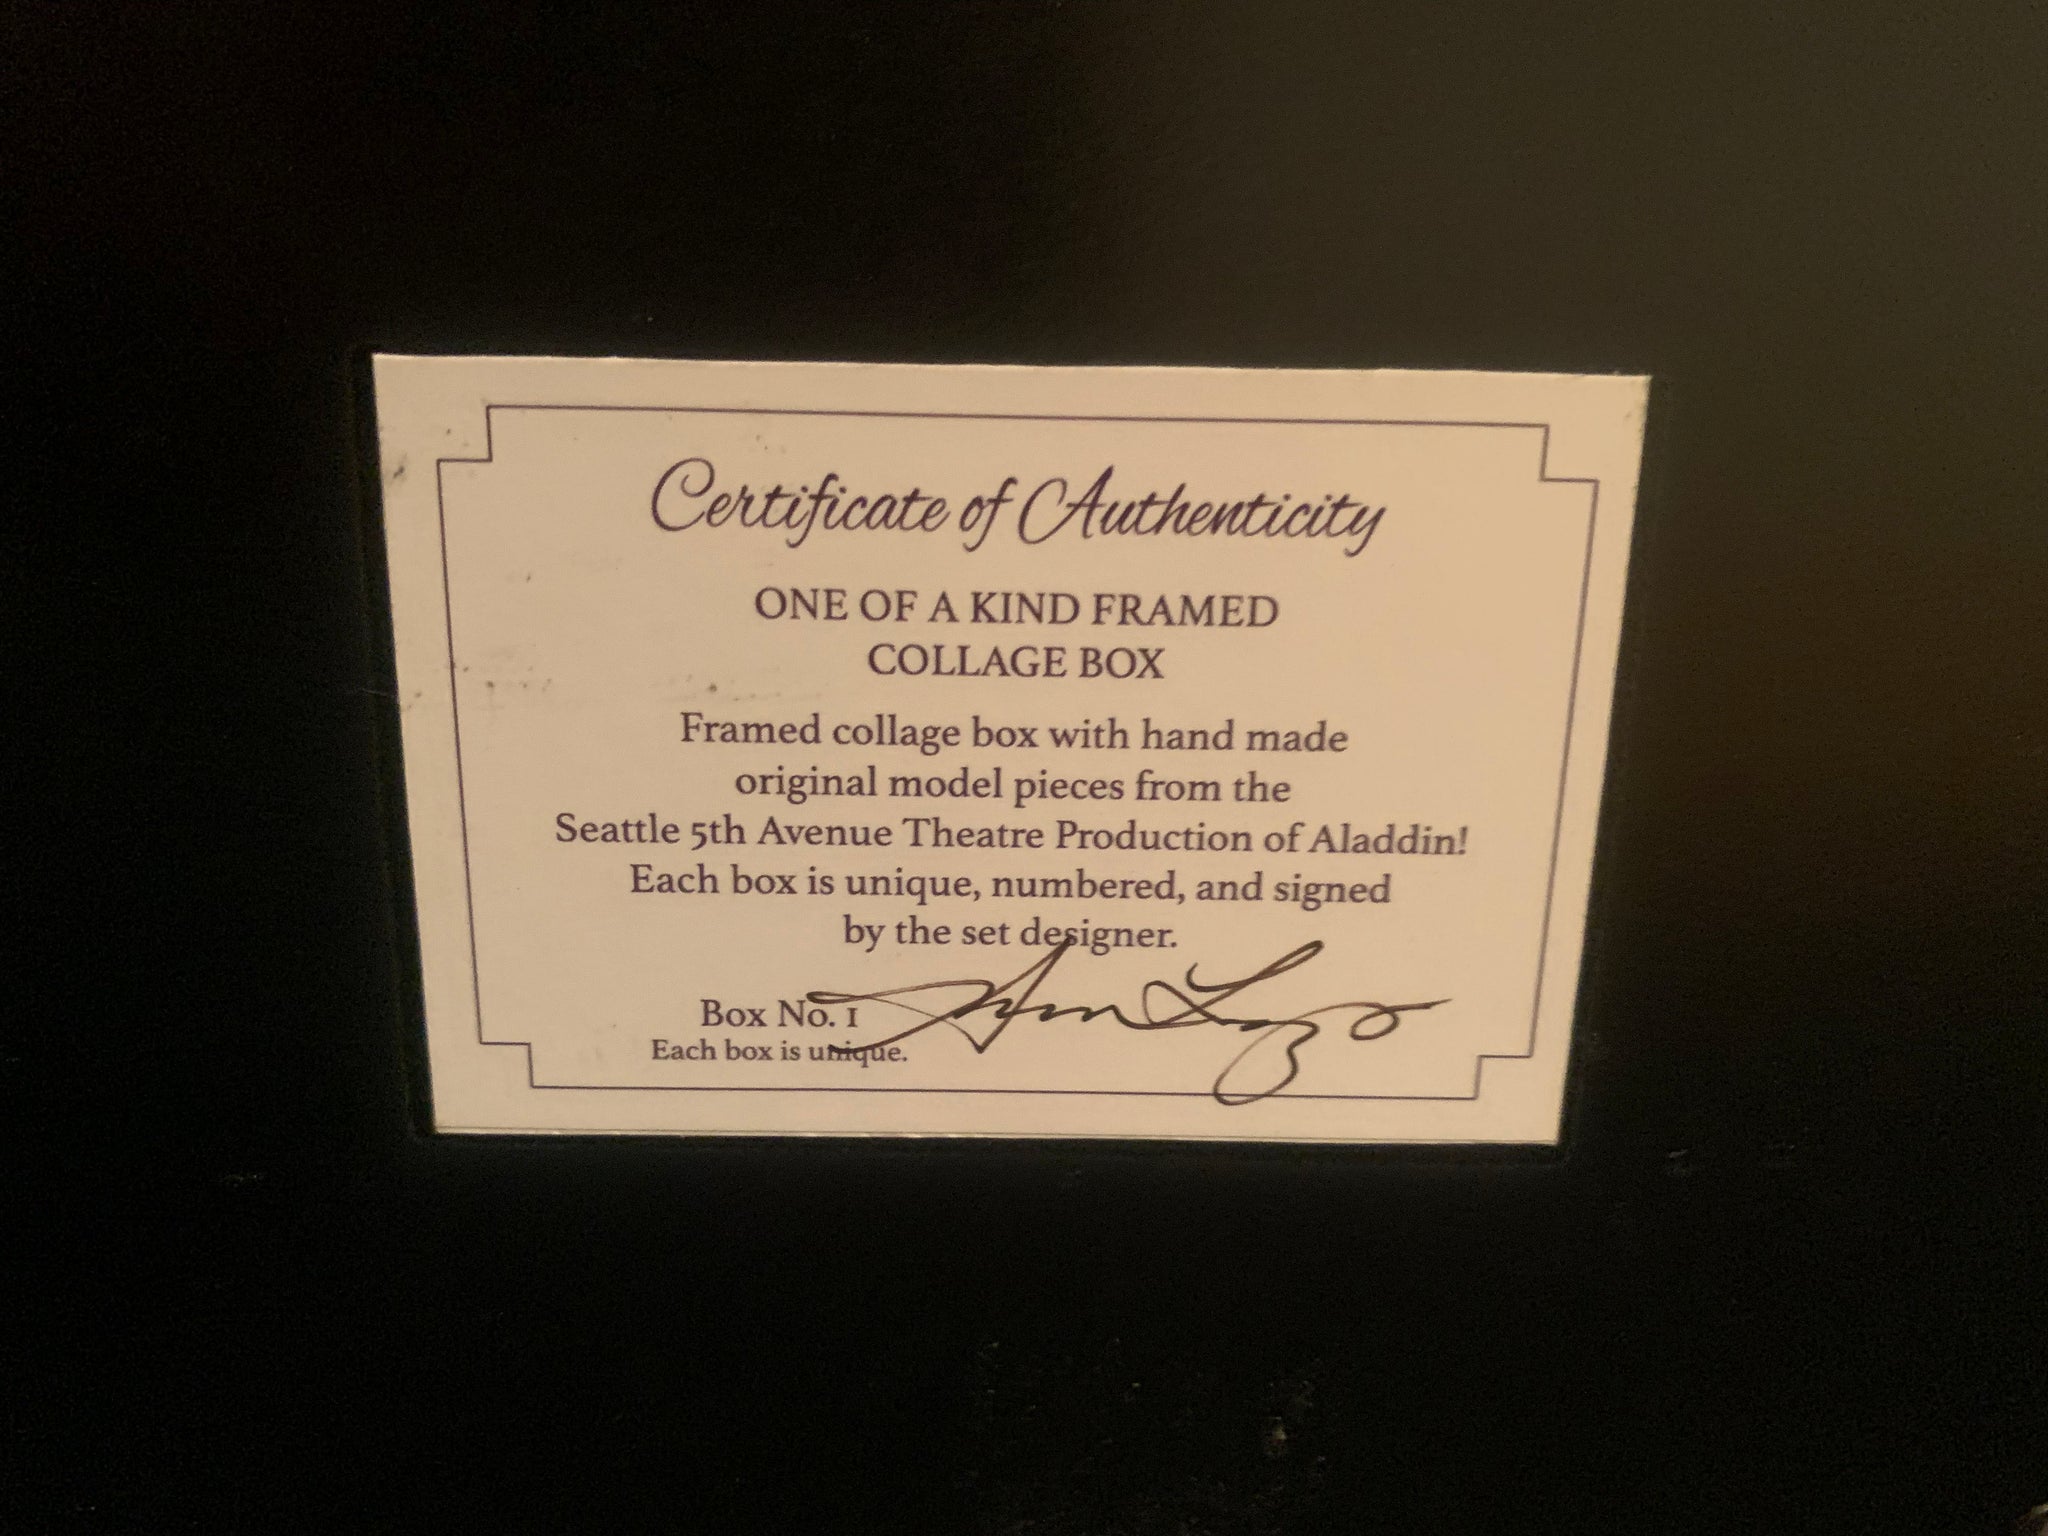 Certificate of Authenticity
ONE OF A KIND FRAMED
COLLAGE BOX
Framed collage box with hand made
original model pieces from the
Seattle 5th Avenue Theatre Production of Aladdin!
Each box is unique, numbered, and signed
by the set designer.
Box No. 1
Each box is unique.